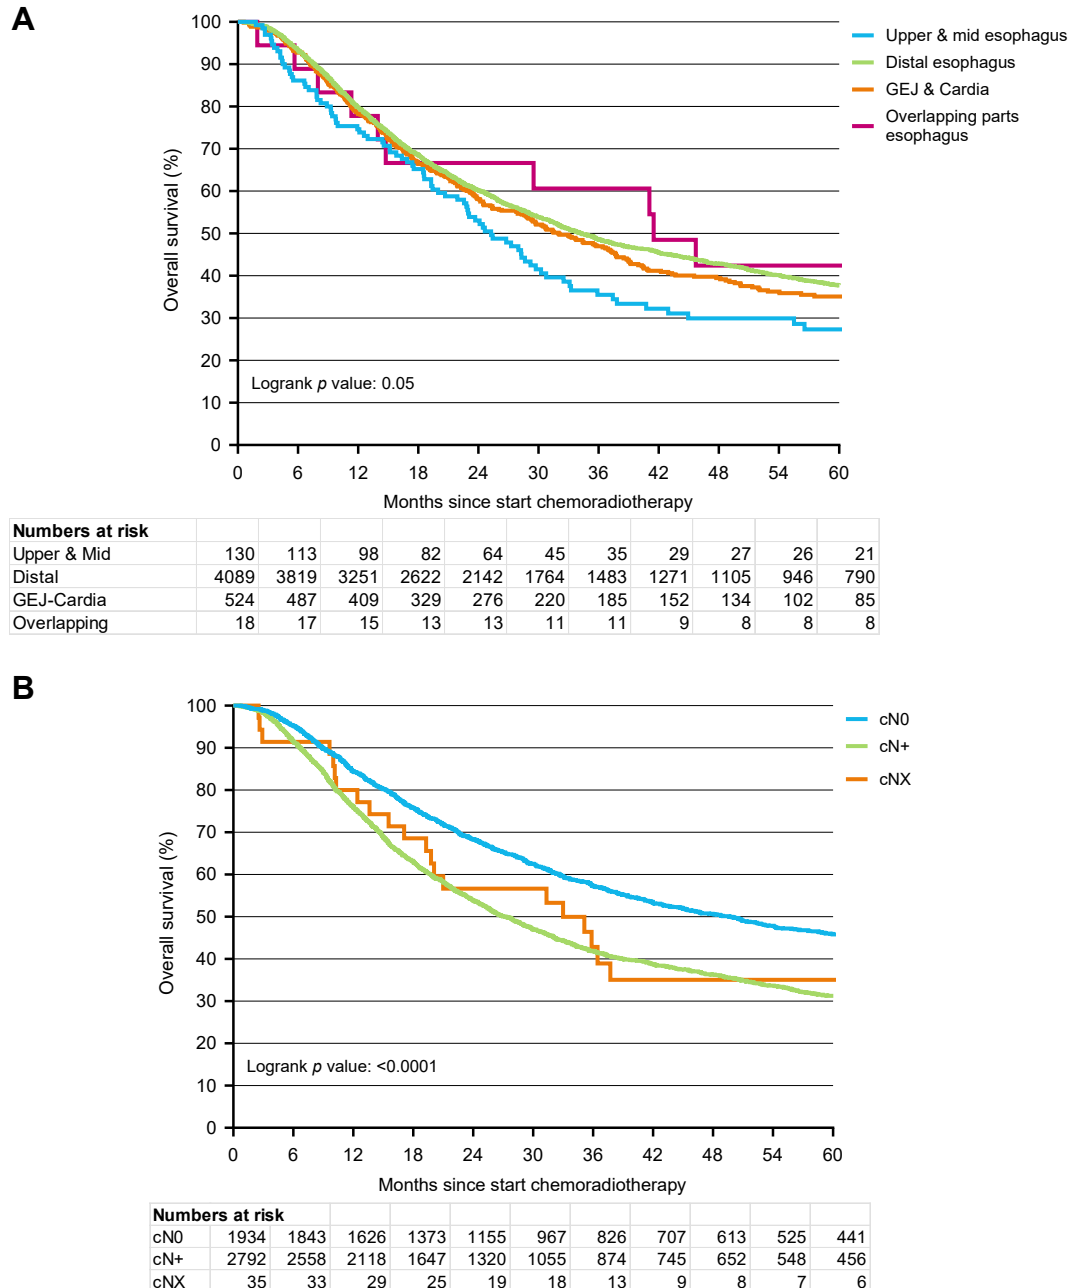 A
100
90
80
70
60
50
40
30
20
10
0
Overall survival (%)
Upper & mid esophagus
Distal esophagus
GEJ & Cardia
Overlapping parts
esophagus
Logrank p value: 0.05
0 6 12 18 24 30 36 42 48 54 60
Months since start chemoradiotherapy
Numbers at risk
Upper & Mid 130 113 98 82 64 45 35 29 27 26 21
Distal 4089 3819 3251 2622 2142 1764 1483 1271 1105 946 790
GEJ-Cardia 524 487 409 329 276 220 185 152 134 102 85
Overlapping 18 17 15 13 13 11 11 9 8 8 8
B
100
90
80
70
60
50
40
30
20
10
0
Overall survival (%)
cN0
cN+
cNX
Logrank p value: <0.0001
0 6 12 18 24 30 36 42 48 54 60
Months since start chemoradiotherapy
Numbers at risk
cN0 1934 1843 1626 1373 1155 967 826 707 613 525 441
cN+ 2792 2558 2118 1647 1320 1055 874 745 652 548 456
cNX 35 33 29 25 19 18 13 9 8 7 6